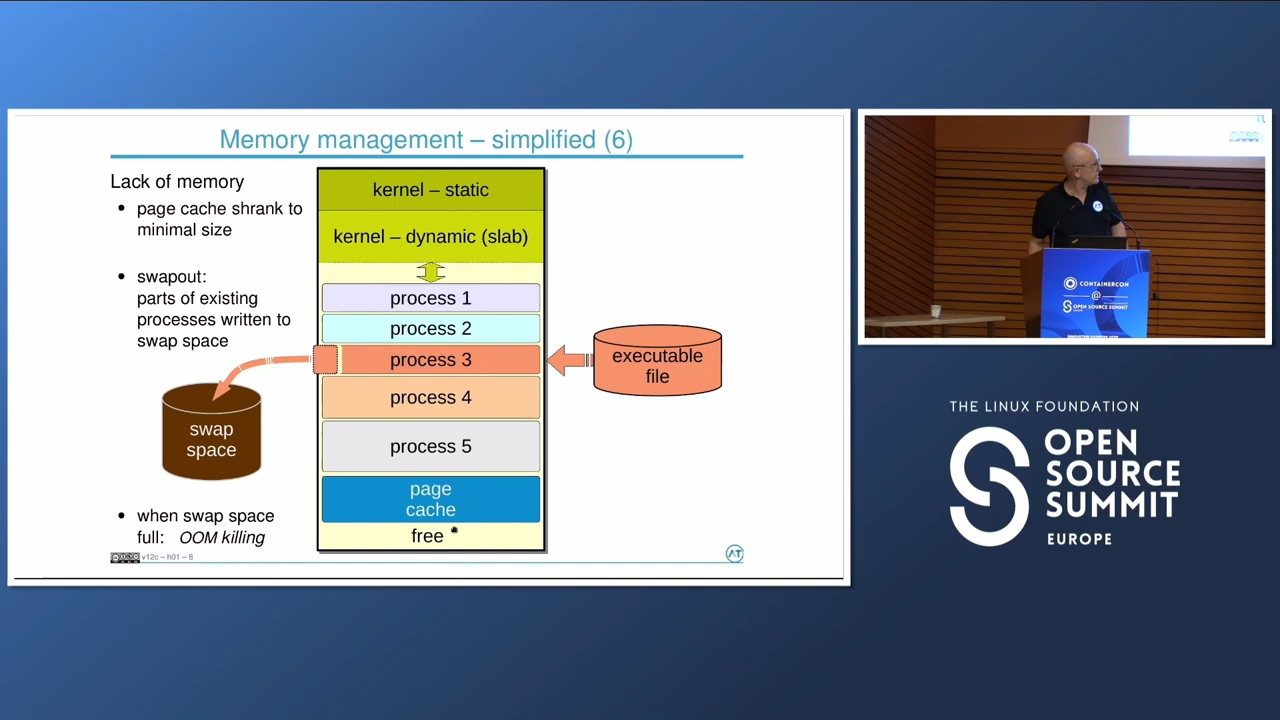 Memory management – simplified (6)
Lack of memory
• page cache shrank to
minimal size
• swapout:
parts of existing
processes written to
swap space
swap
space
• when swap space
full: OOM killing
v12c – h01 – 8
kernel – static
kernel – dynamic (slab)
process 1
process 2
process 3
process 4
process 5
page
cache
free
executable
file
AT
CONTAINERCON
@
OPEN SOURCE SUMMIT
THE LINUX FOUNDATION
OPEN
SOURCE
SUMMIT
EUROPE